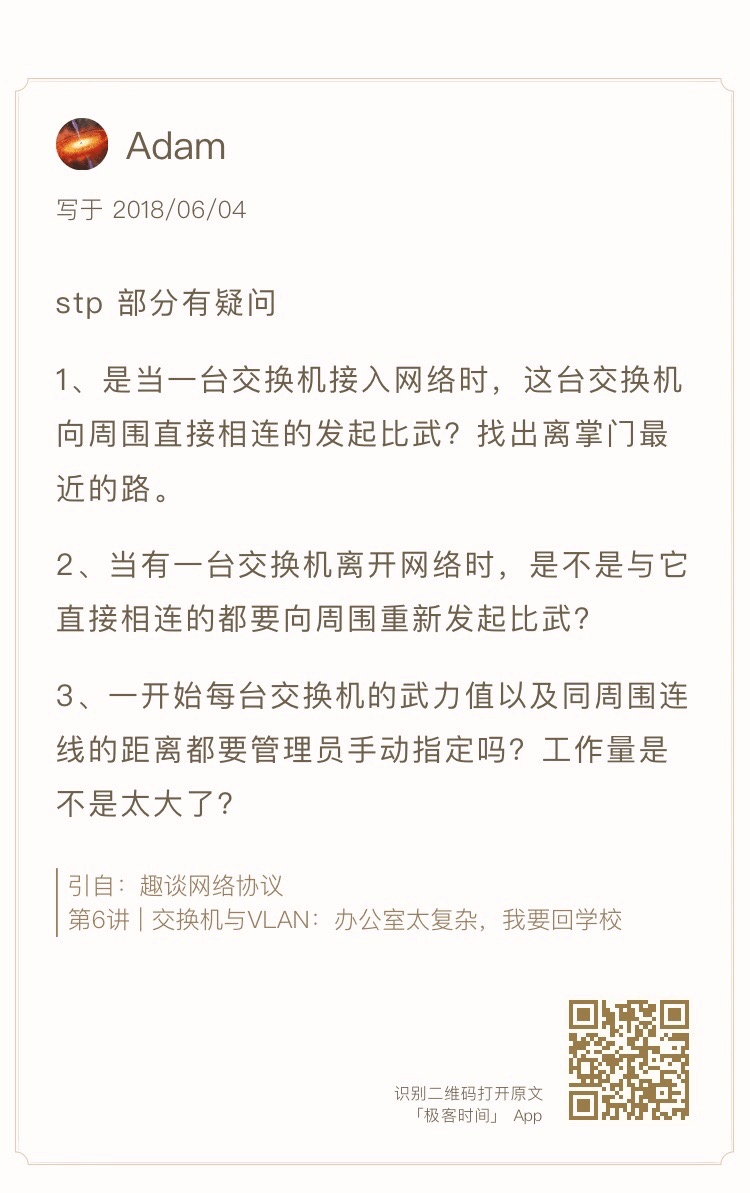 Adam
写于 2018/06/04
stp 部分有疑问
1、是当一台交换机接入网络时，这台交换机
向周围直接相连的发起比武？找出离掌门最
近的路。
2、当有一台交换机离开网络时，是不是与它
直接相连的都要向周围重新发起比武？
3、一开始每台交换机的武力值以及同周围连
线的距离都要管理员手动指定吗？工作量是
不是太大了？
引自：趣谈网络协议
第6讲 | 交换机与VLAN：办公室太复杂，我要回学校
识别二维码打开原文
「极客时间」 App